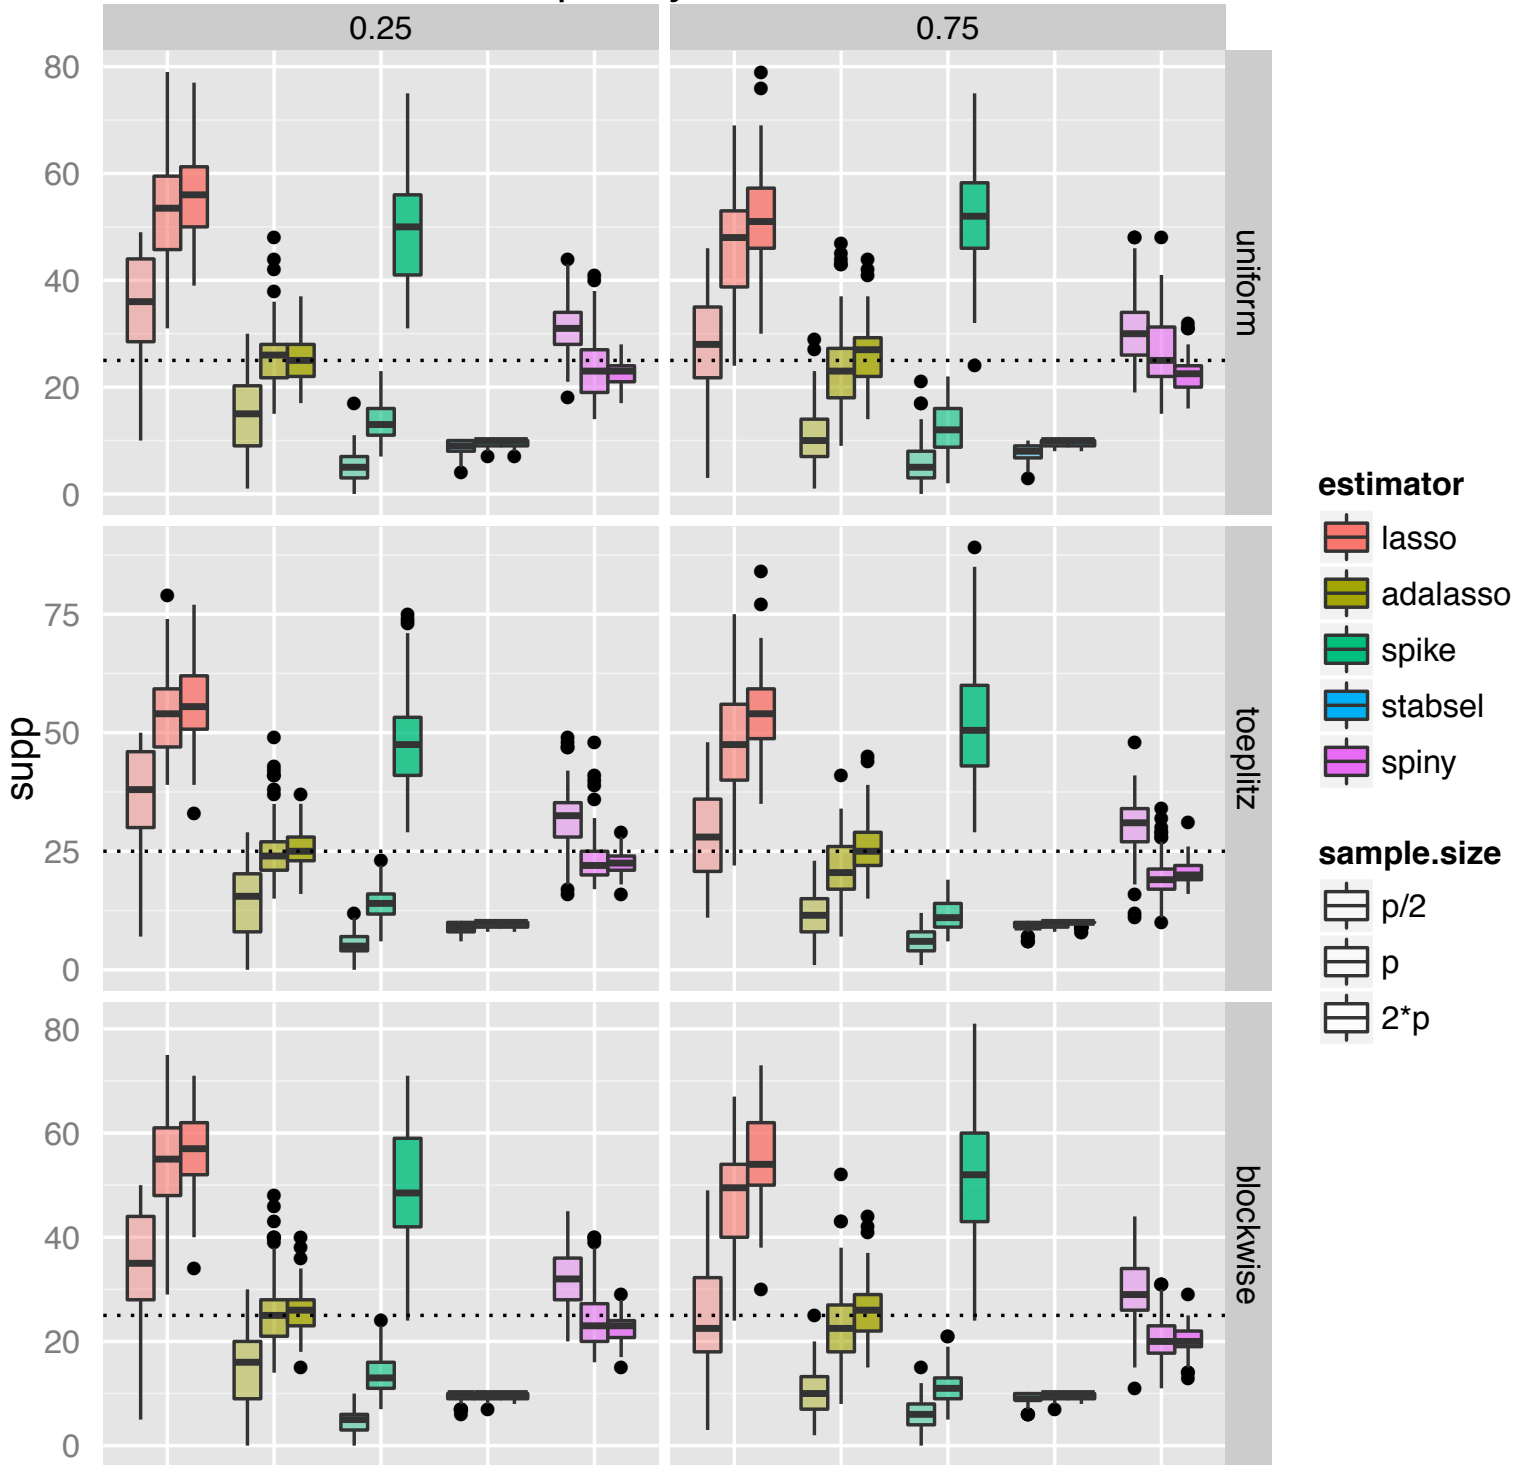 0.25
0.75
80
60
40
20
0
uniform
75
50
25
0
toeplitz
80
60
40
20
0
blockwise
supp
estimator
lasso
adalasso
spike
stabsel
spiny
sample.size
p/2
p
2*p